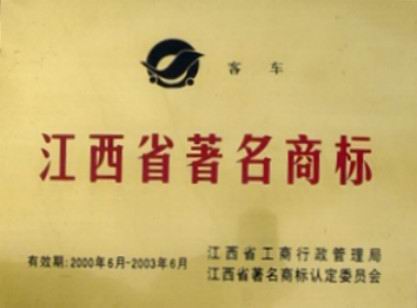 客车
江西省著名商标
有效期:2000年6月-2003年6月
江西省工商行政管理局
江西省著名商标认定委员会